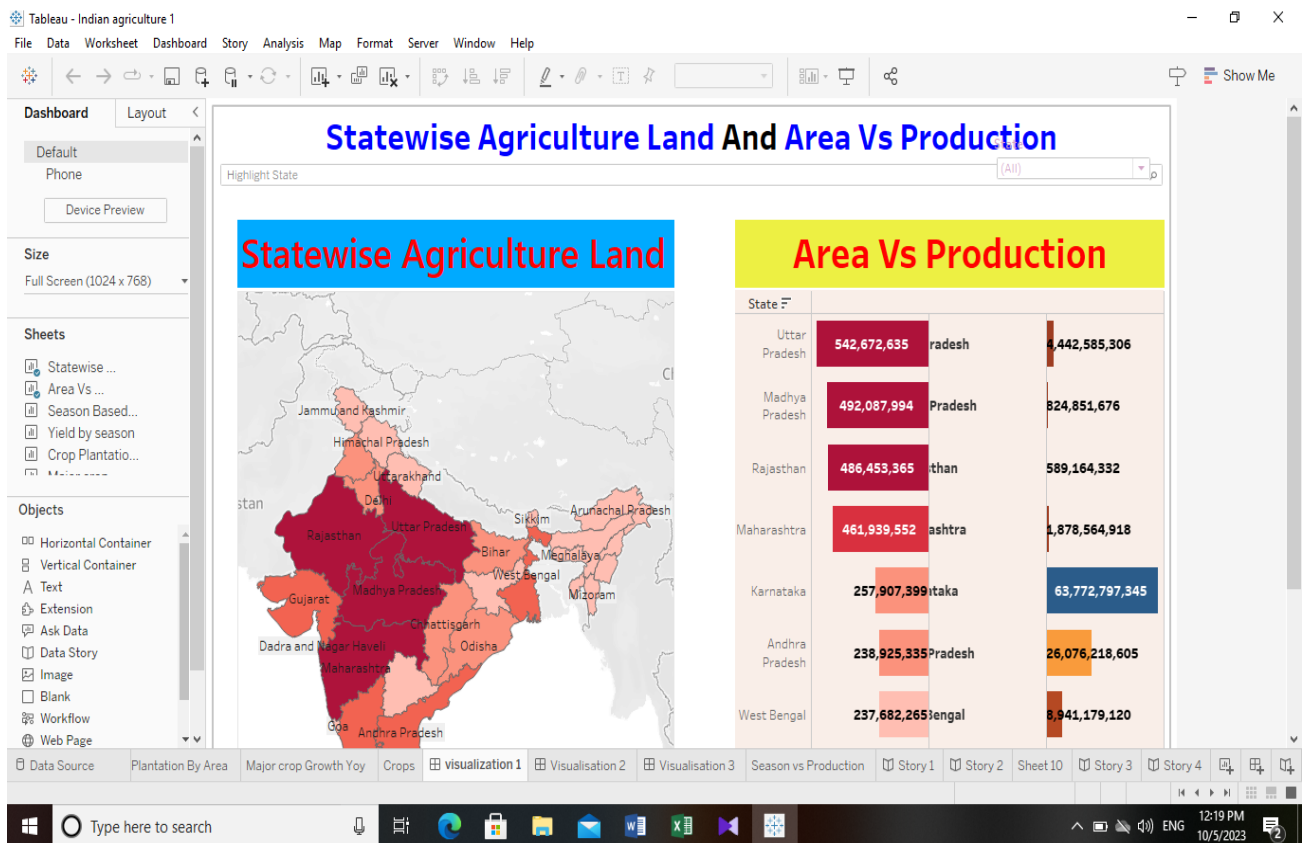 Tableau - Indian agriculture 1
File Data Worksheet Dashboard Story Analysis Map Format Server Window Help
Show Me
Dashboard Layout
Default
Phone
Device Preview
Size
Full Screen (1024 x 768)
Sheets
Statewise ...
Area Vs ...
Season Based...
Yield by season
Crop Plantatio...
Objects
Horizontal Container
Vertical Container
Text
Extension
Ask Data
Data Story
Image
Blank
Workflow
Web Page
Statewise Agriculture Land And Area Vs Production
State
Highlight State
(All)
Statewise Agriculture Land
Jammu and Kashmir
Himachal Pradesh
Uttarakhand
stan
Delhi
Sikkim
Arunachal Pradesh
Rajasthan
Uttar Pradesh
Bihar
Meghalaya
West Bengal
Gujarat
Madhya Pradesh
Mizoram
Chhattisgarh
Dadra and Nagar Haveli
Odisha
Maharashtra
Goa
Andhra Pradesh
Area Vs Production
State
Uttar
Pradesh
542,672,635 radesh 4,442,585,306
Madhya
Pradesh
492,087,994 Pradesh 824,851,676
Rajasthan 486,453,365 than 589,164,332
Maharashtra 461,939,552 ashtra 1,878,564,918
Karnataka 257,907,399 taka 63,772,797,345
Andhra
Pradesh
238,925,335 Pradesh 26,076,218,605
West Bengal 237,682,265 Bengal 8,941,179,120
Data Source Plantation By Area Major crop Growth Yoy Crops visualization 1 Visualisation 2 Visualisation 3 Season vs Production Story 1 Story 2 Sheet 10 Story 3 Story 4
Type here to search
ENG
12:19 PM
10/5/2023
2